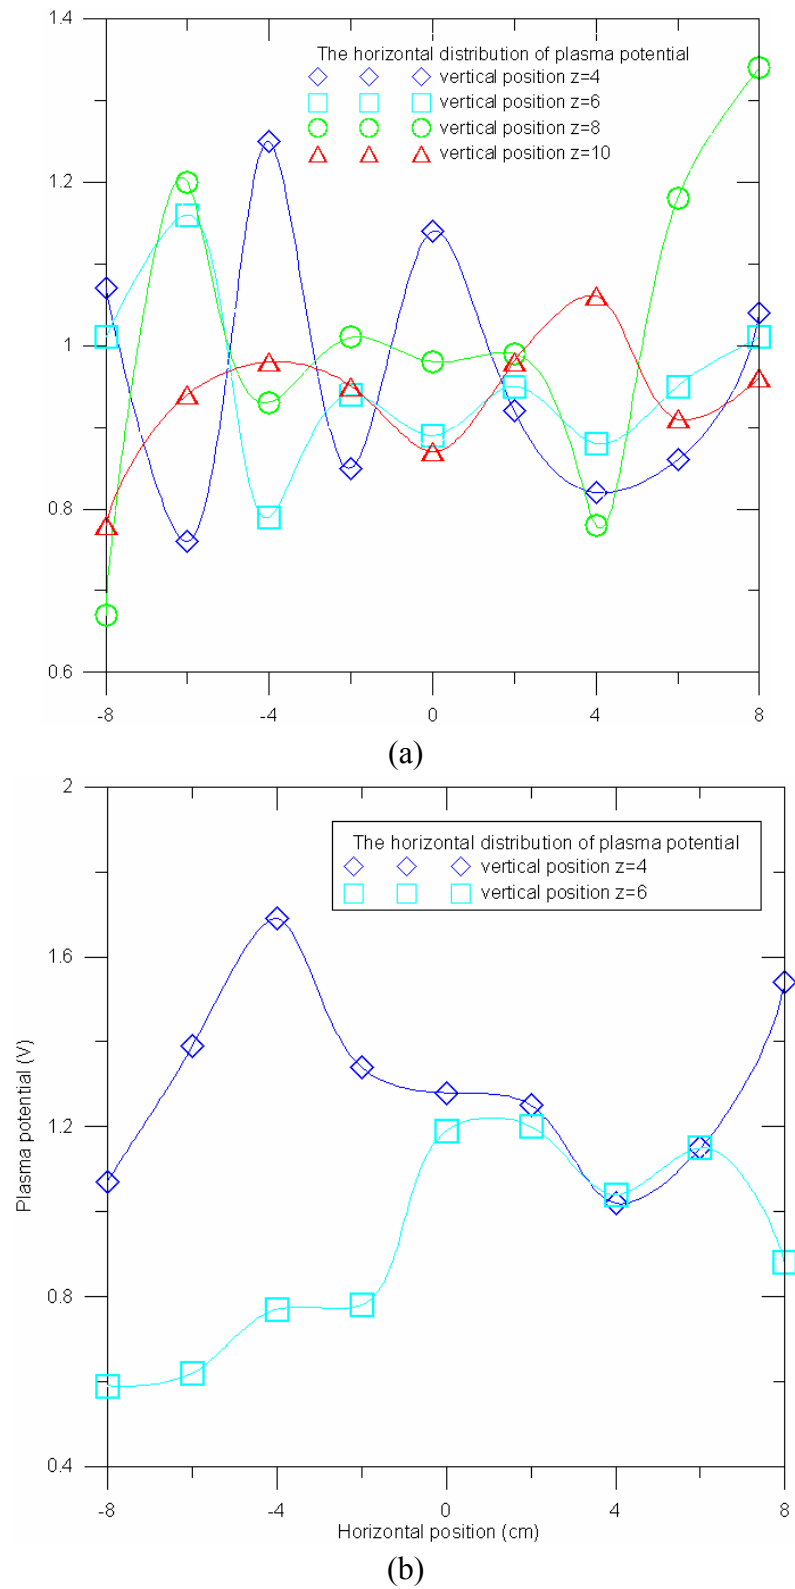 1.4
The horizontal distribution of plasma potential
vertical position z=4
vertical position z=6
vertical position z=8
vertical position z=10
1.2
1
0.8
0.6
-8 -4 0 4 8
(a)
2
The horizontal distribution of plasma potential
vertical position z=4
vertical position z=6
1.6
Plasma potential (V)
1.2
0.8
0.4
-8 -4 0 4 8
Horizontal position (cm)
(b)